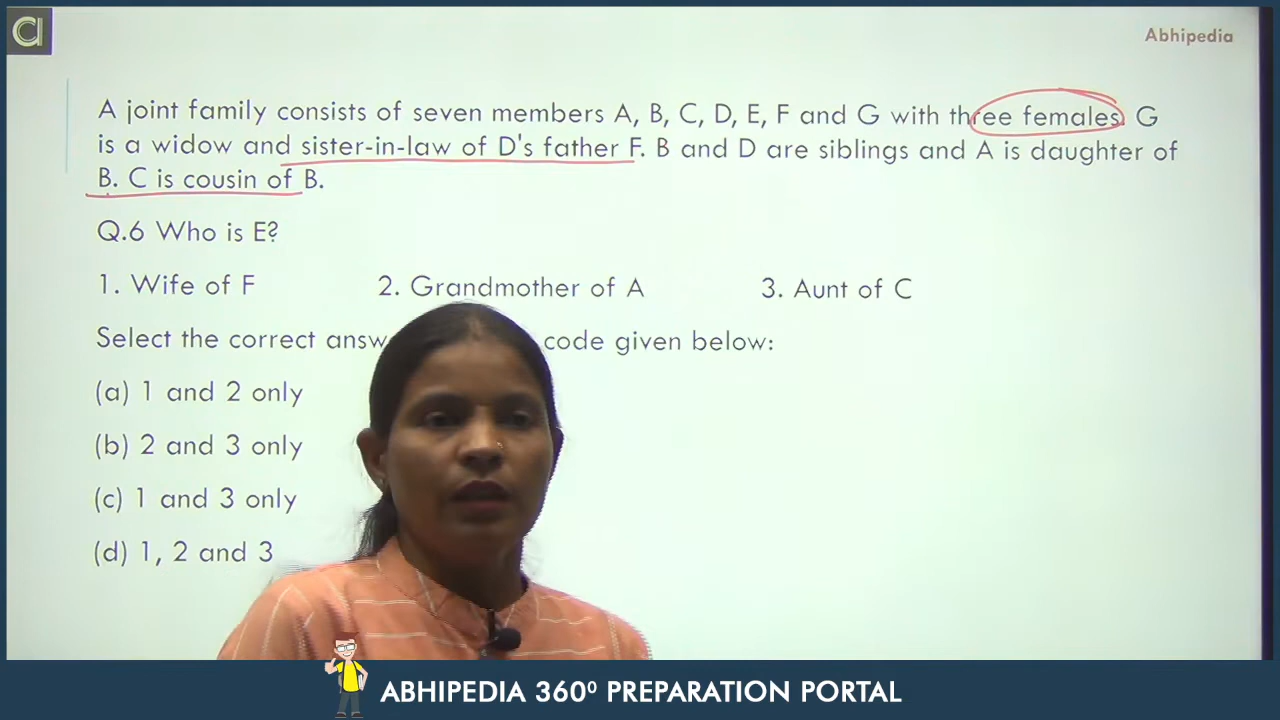 Abhipedia
A joint family consists of seven members A, B, C, D, E, F and G with three females. G
is a widow and sister-in-law of D's father F. B and D are siblings and A is daughter of
B. C is cousin of B.
Q.6 Who is E?
1. Wife of F 2. Grandmother of A 3. Aunt of C
Select the correct answ code given below:
(a) 1 and 2 only
(b) 2 and 3 only
(c) 1 and 3 only
(d) 1, 2 and 3
ABHIPEDIA 360⁰ PREPARATION PORTAL